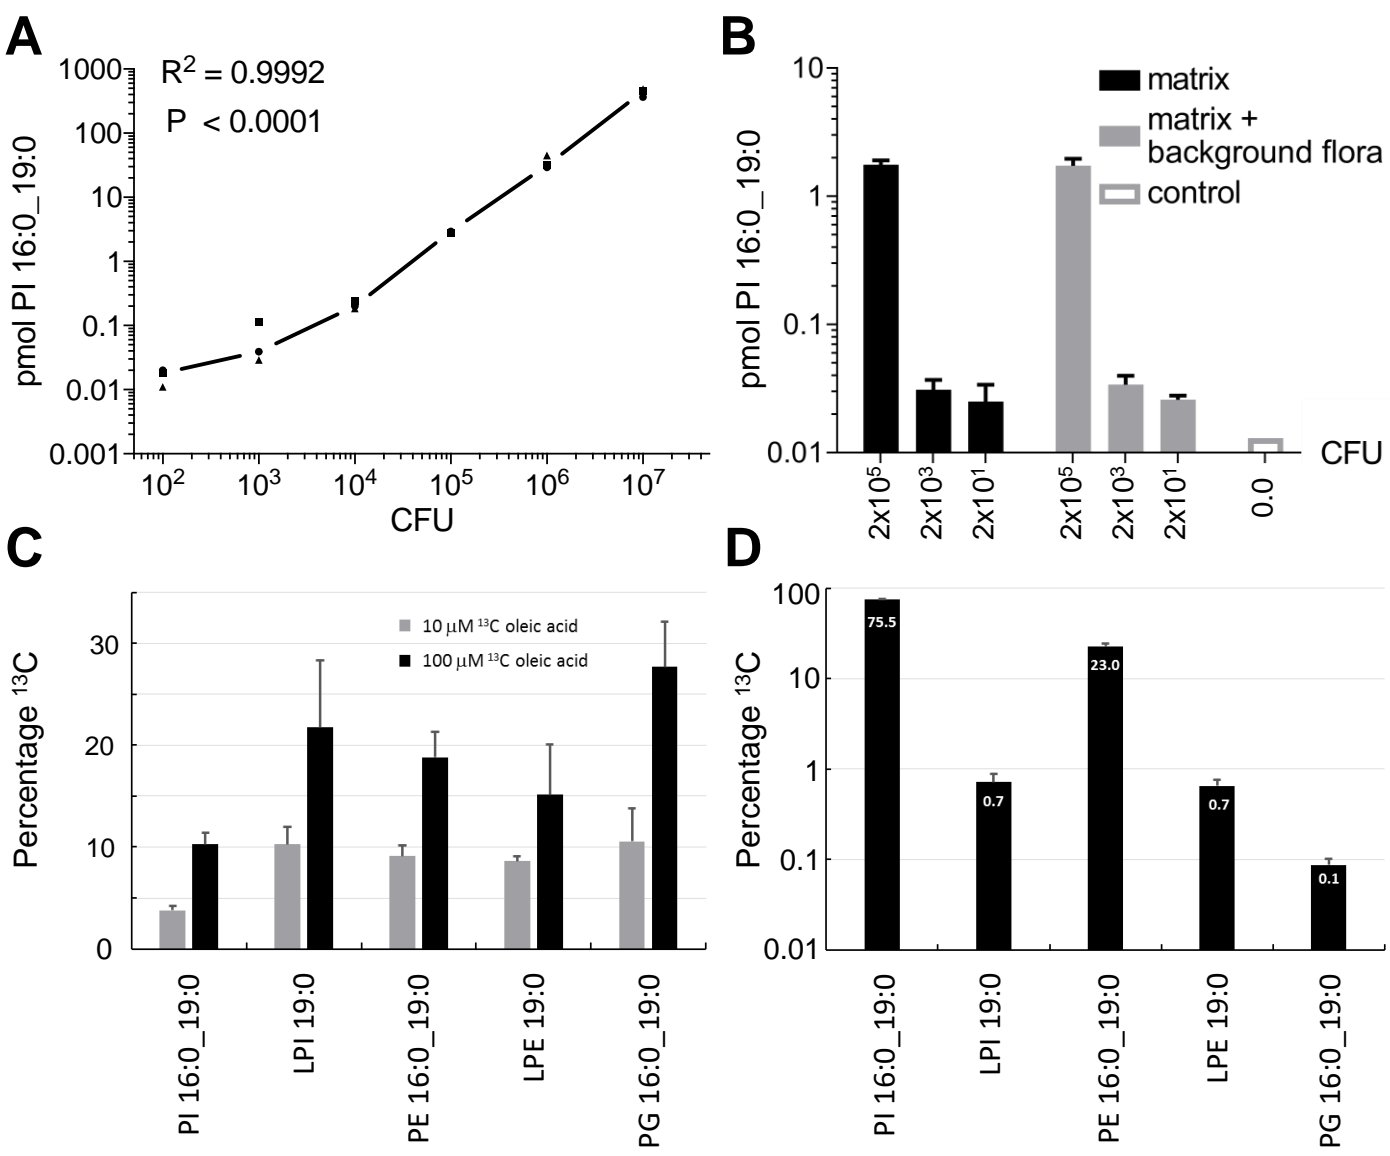 A
R² = 0.9992
P < 0.0001
pmol PI 16:0_19:0
1000
100
10
1
0.1
0.01
0.001
10² 10³ 10⁴ 10⁵ 10⁶ 10⁷
CFU
B
matrix
matrix +
background flora
control
pmol PI 16:0_19:0
10
1
0.1
0.01
2x10⁵ 2x10³ 2x10¹ 2x10⁵ 2x10³ 2x10¹ 0.0
CFU
C
10 µM ¹³C oleic acid
100 µM ¹³C oleic acid
Percentage ¹³C
30
20
10
0
PI 16:0_19:0
LPI 19:0
PE 16:0_19:0
LPE 19:0
PG 16:0_19:0
D
Percentage ¹³C
100
10
1
0.1
0.01
75.5
0.7
23.0
0.7
0.1
PI 16:0_19:0
LPI 19:0
PE 16:0_19:0
LPE 19:0
PG 16:0_19:0